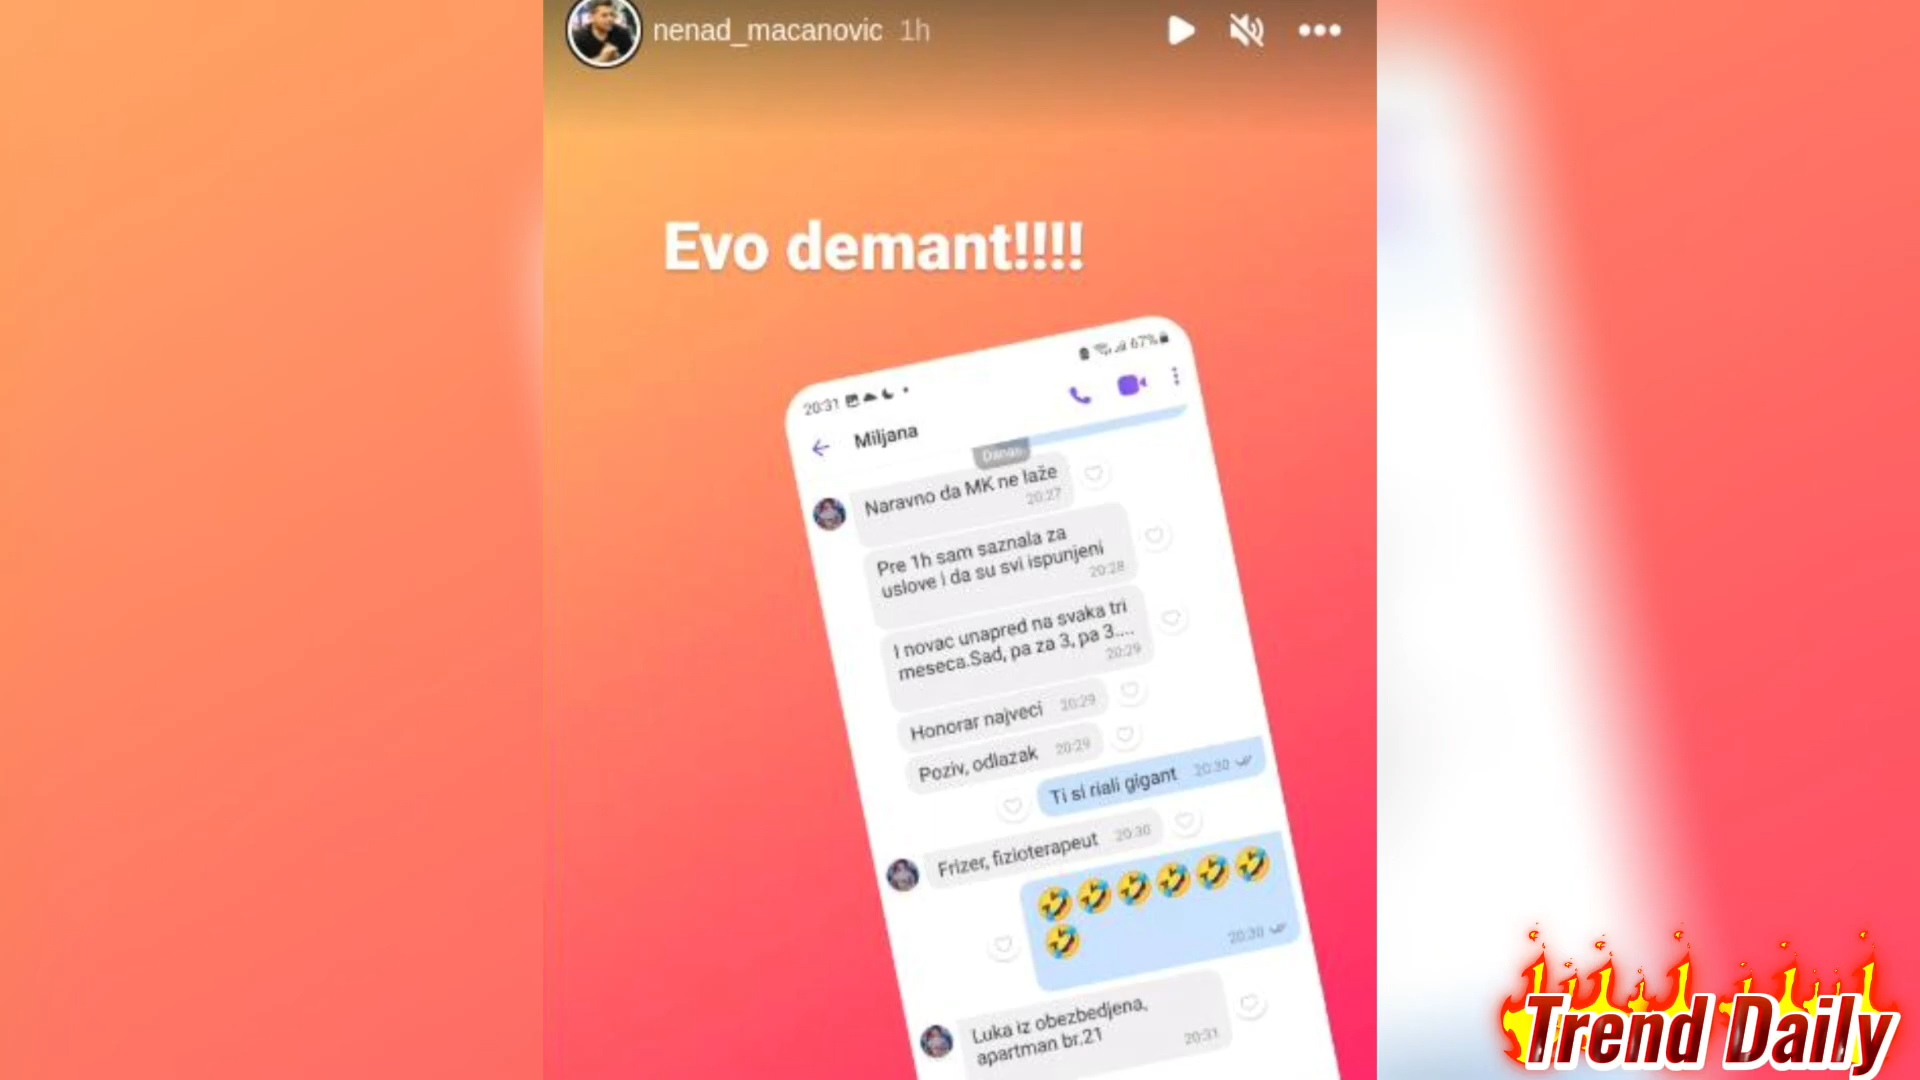 nenad_macanovic 1h
Evo demant!!!!
20:31
67%
Miljana
Danas
Naravno da MK ne laže
20:27
Pre 1h sam saznala za
uslove i da su svi ispunjeni
20:28
I novac unapred na svaka tri
meseca.Sad, pa za 3, pa 3....
20:29
Honorar najveci 20:29
Poziv, odlazak 20:29
Ti si riali gigant 20:30
Frizer, fizioterapeut 20:30
🤣🤣🤣🤣🤣🤣
🤣
20:30
Luka iz obezbedjena,
apartman br.21
20:31
Trend Daily